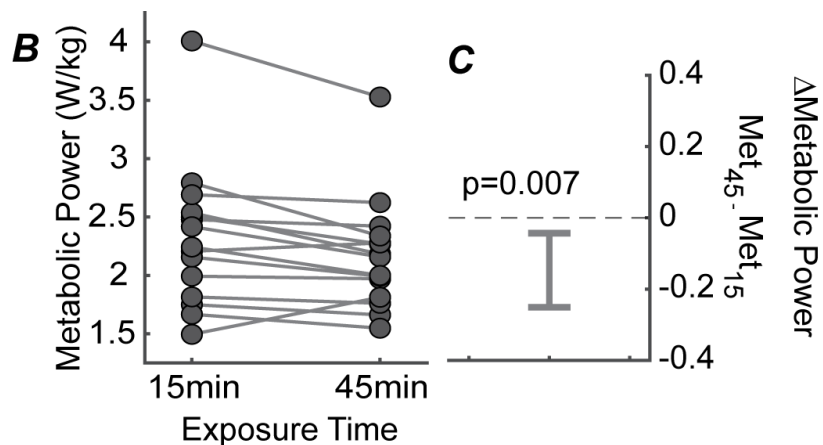 B
Metabolic Power (W/kg)
4
3.5
3
2.5
2
1.5
15min 45min
Exposure Time
C
p=0.007
0.4
0.2
0
-0.2
-0.4
Met45 - Met15
ΔMetabolic Power